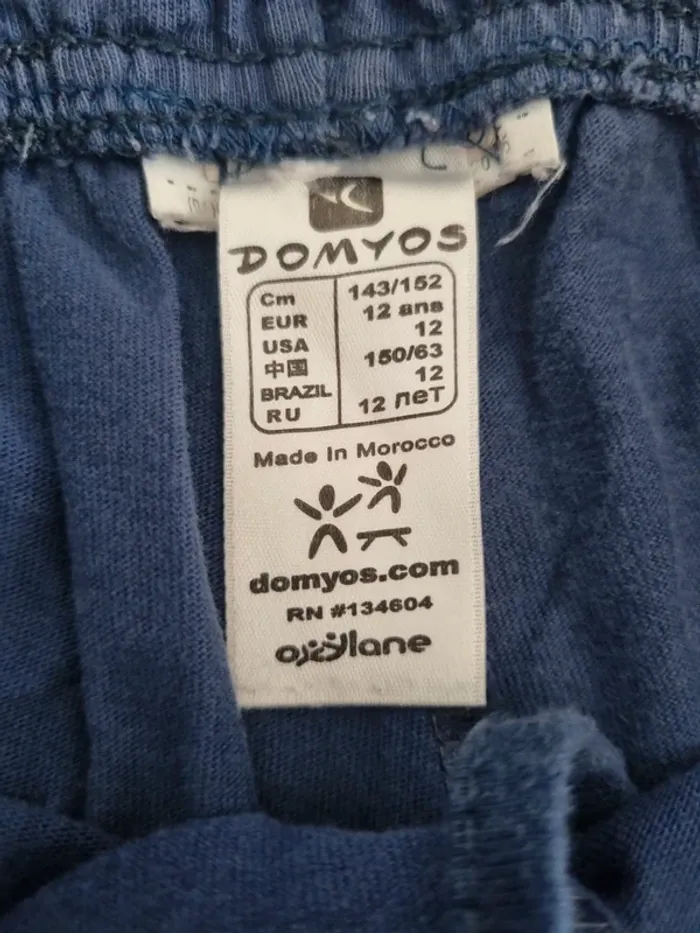 DOMYOS
Cm 143/152
EUR 12 ans
USA 12
中国 150/63
BRAZIL 12
RU 12 лет
Made In Morocco
domyos.com
RN #134604
oxylane